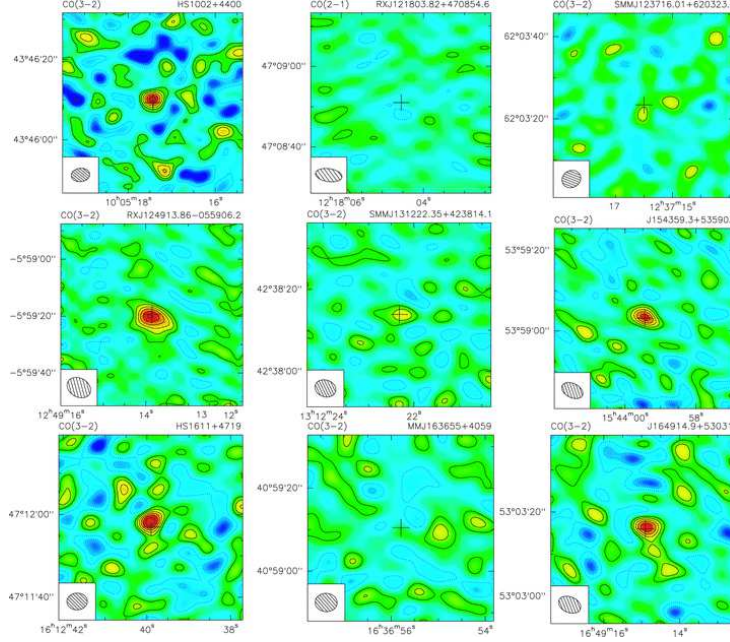 CO(3-2) HS1002+4400
CO(2-1) RXJ121803.82+470854.6
CO(3-2) SMMJ123716.01+620323.
43°46'20"
43°46'00"
10ʰ05ᵐ18ˢ 16ˢ
47°09'00"
47°08'40"
12ʰ18ᵐ06ˢ 04ˢ
62°03'40"
62°03'20"
17 12ʰ37ᵐ15ˢ
CO(3-2) RXJ124913.86-055906.2
CO(3-2) SMMJ131222.35+423814.1
CO(3-2) J154359.3+53590.
-5°59'00"
-5°59'20"
-5°59'40"
12ʰ49ᵐ16ˢ 14ˢ 13 12ˢ
42°38'20"
42°38'00"
13ʰ12ᵐ24ˢ 22ˢ
53°59'20"
53°59'00"
15ʰ44ᵐ00ˢ 58ˢ
CO(3-2) HS1611+4719
CO(3-2) MMJ163655+4059
CO(3-2) J164914.9+53031
47°12'00"
47°11'40"
16ʰ12ᵐ42ˢ 40ˢ 38ˢ
40°59'20"
40°59'00"
16ʰ36ᵐ56ˢ 54ˢ
53°03'20"
53°03'00"
16ʰ49ᵐ16ˢ 14ˢ